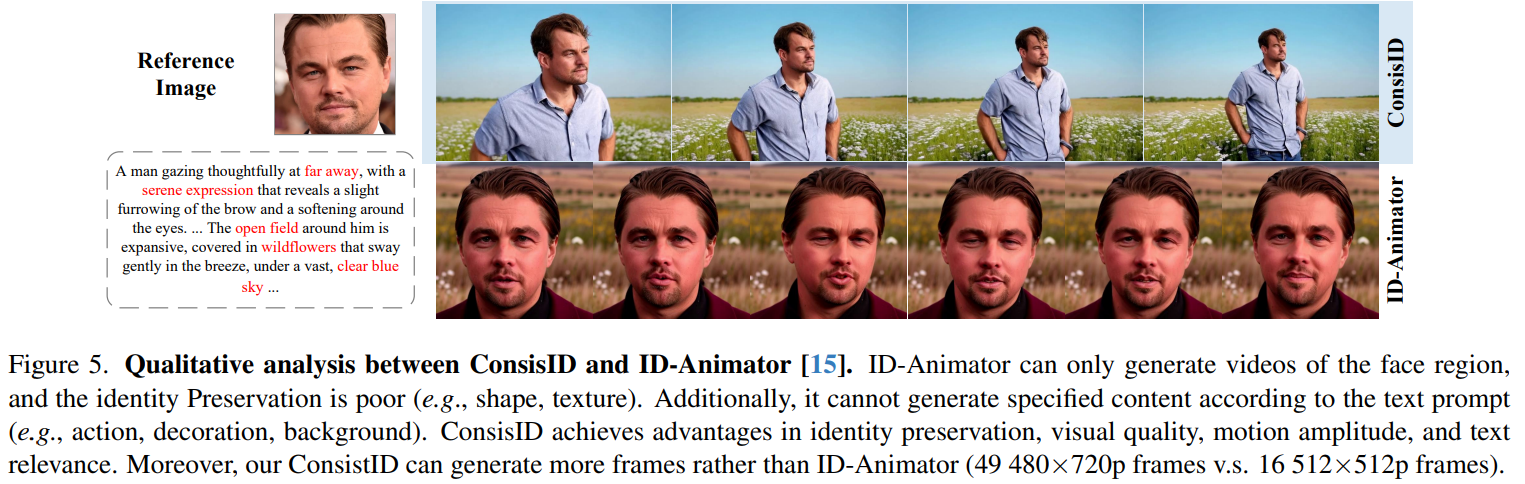 Reference
Image
A man gazing thoughtfully at far away, with a
serene expression that reveals a slight
furrowing of the brow and a softening around
the eyes. ... The open field around him is
expansive, covered in wildflowers that sway
gently in the breeze, under a vast, clear blue
sky ...
ConsisID
ID-Animator
Figure 5. Qualitative analysis between ConsisID and ID-Animator [15]. ID-Animator can only generate videos of the face region,
and the identity Preservation is poor (e.g., shape, texture). Additionally, it cannot generate specified content according to the text prompt
(e.g., action, decoration, background). ConsisID achieves advantages in identity preservation, visual quality, motion amplitude, and text
relevance. Moreover, our ConsistID can generate more frames rather than ID-Animator (49 480×720p frames v.s. 16 512×512p frames).